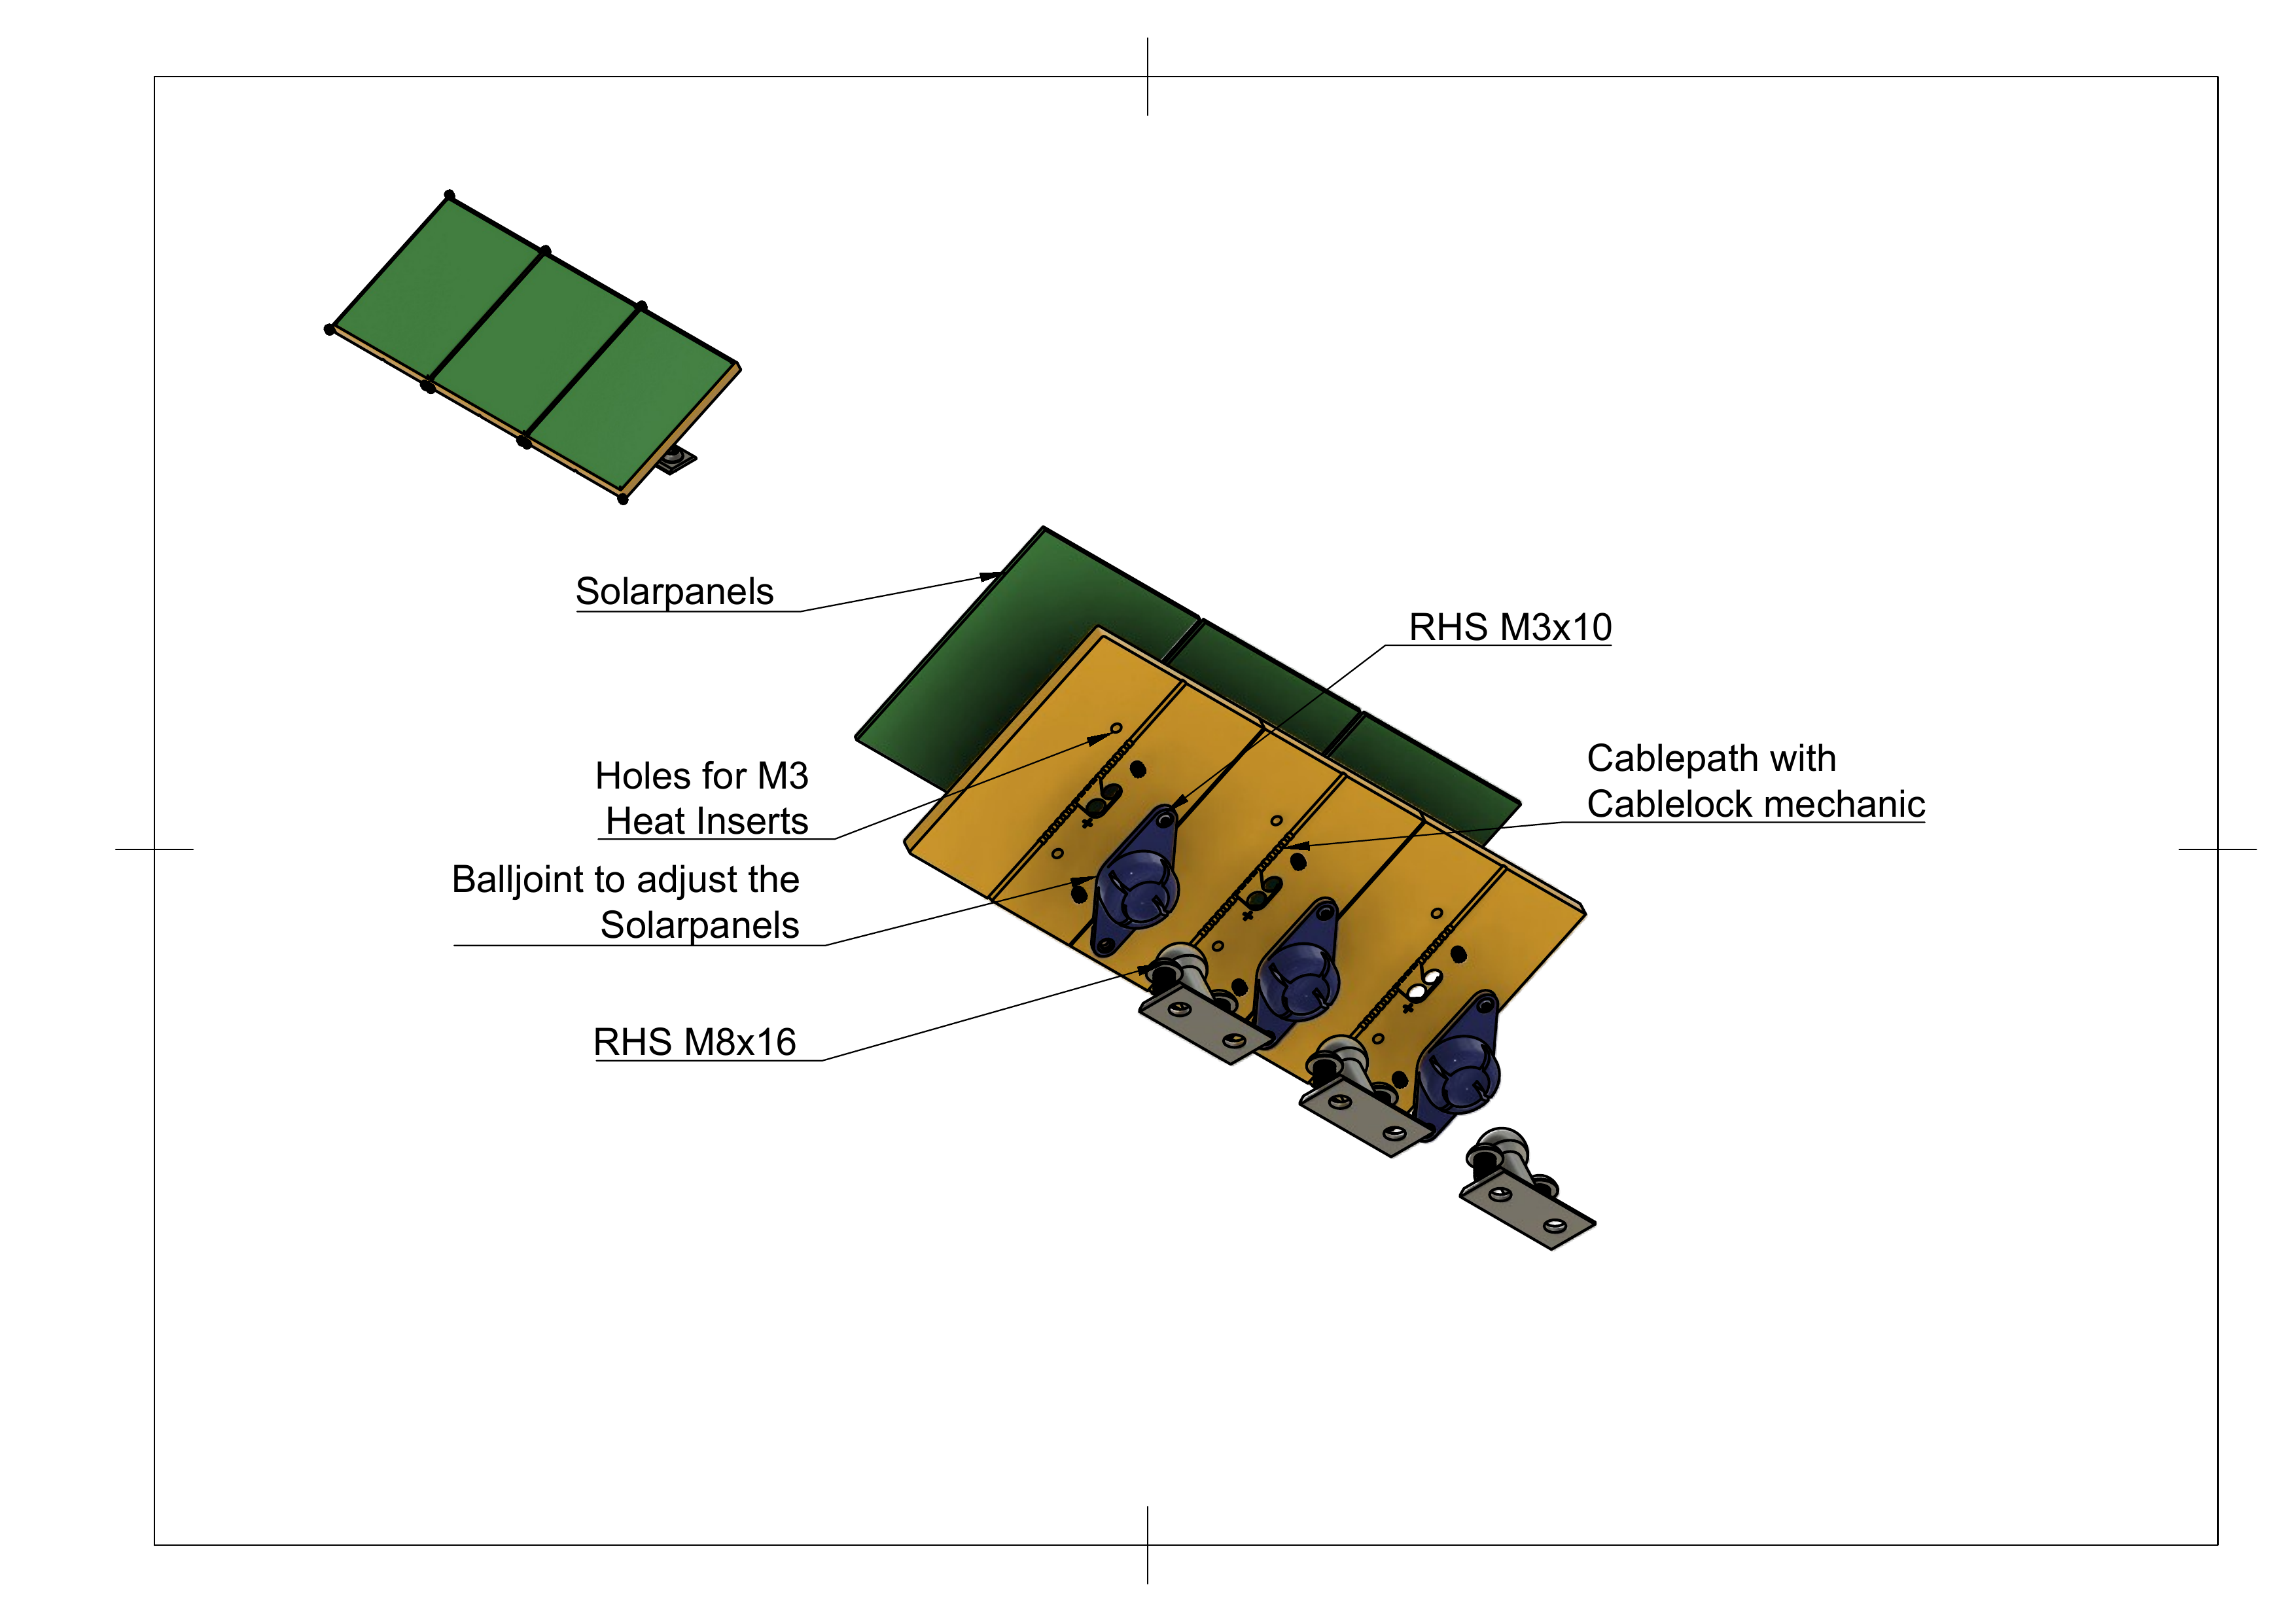 Solarpanels
RHS M3x10
Holes for M3
Heat Inserts
Cablepath with
Cablelock mechanic
Balljoint to adjust the
Solarpanels
RHS M8x16